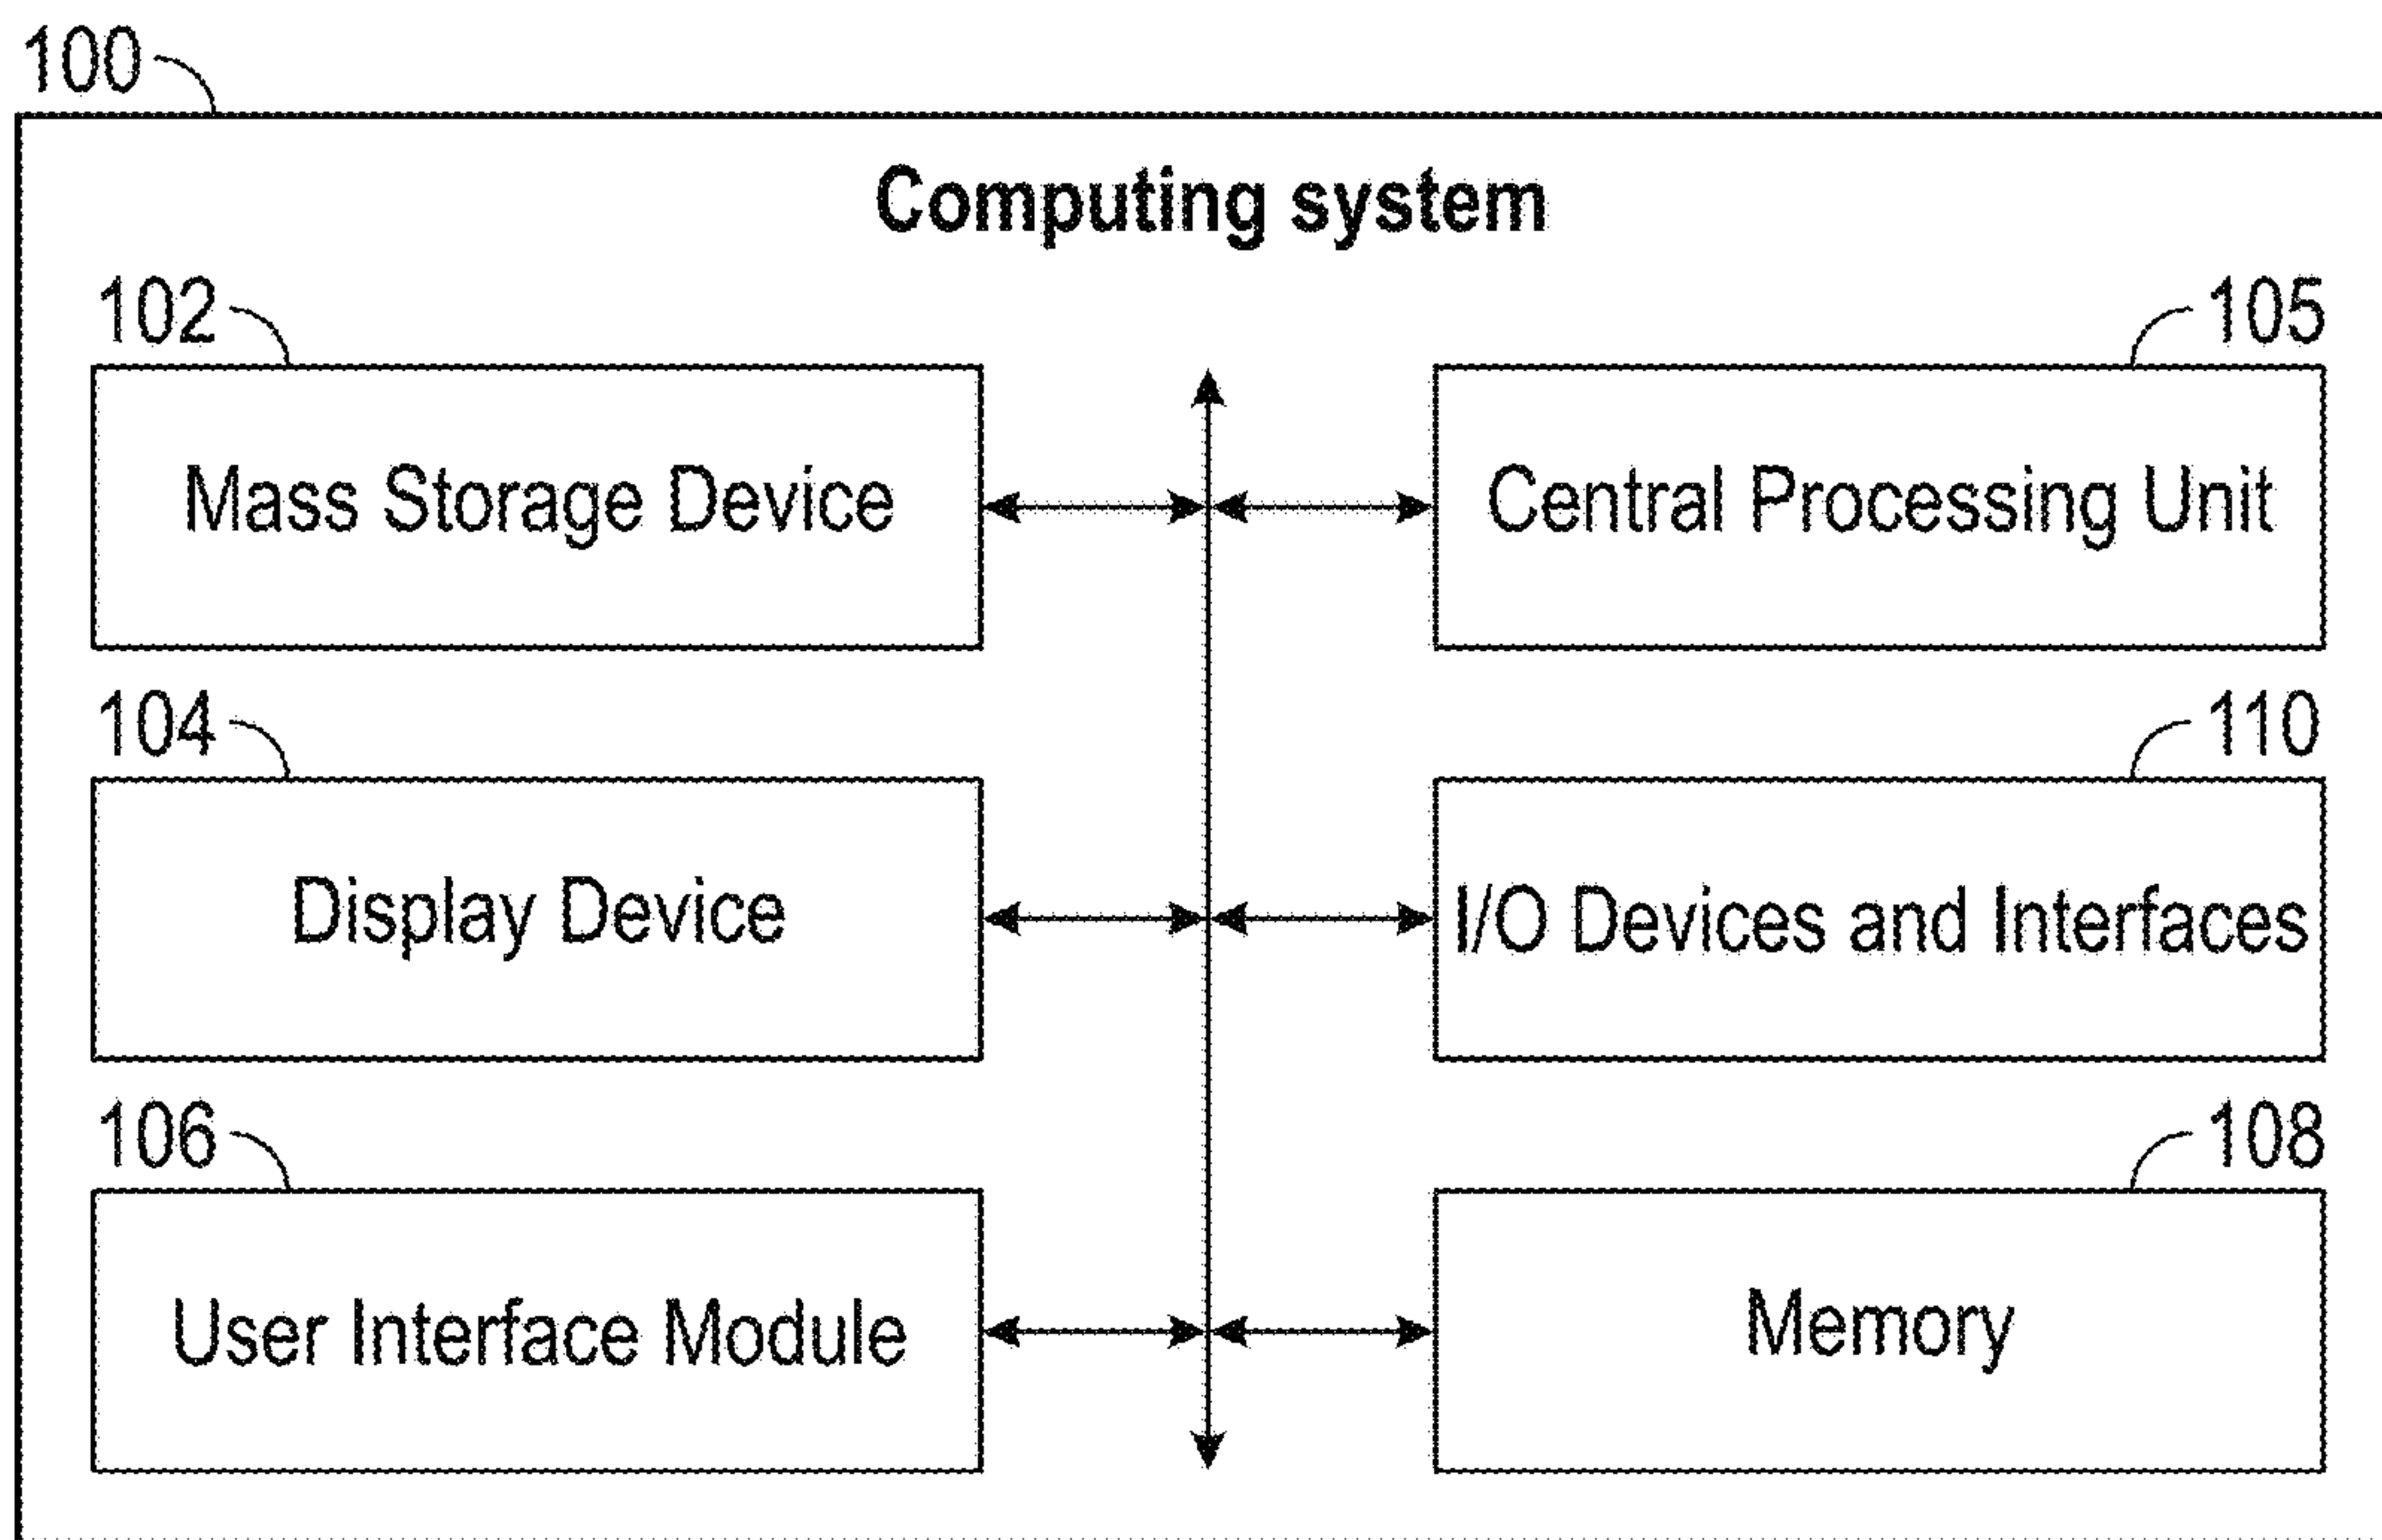 100
Computing system
102
105
Mass Storage Device
Central Processing Unit
104
110
Display Device
I/O Devices and Interfaces
106
108
User Interface Module
Memory